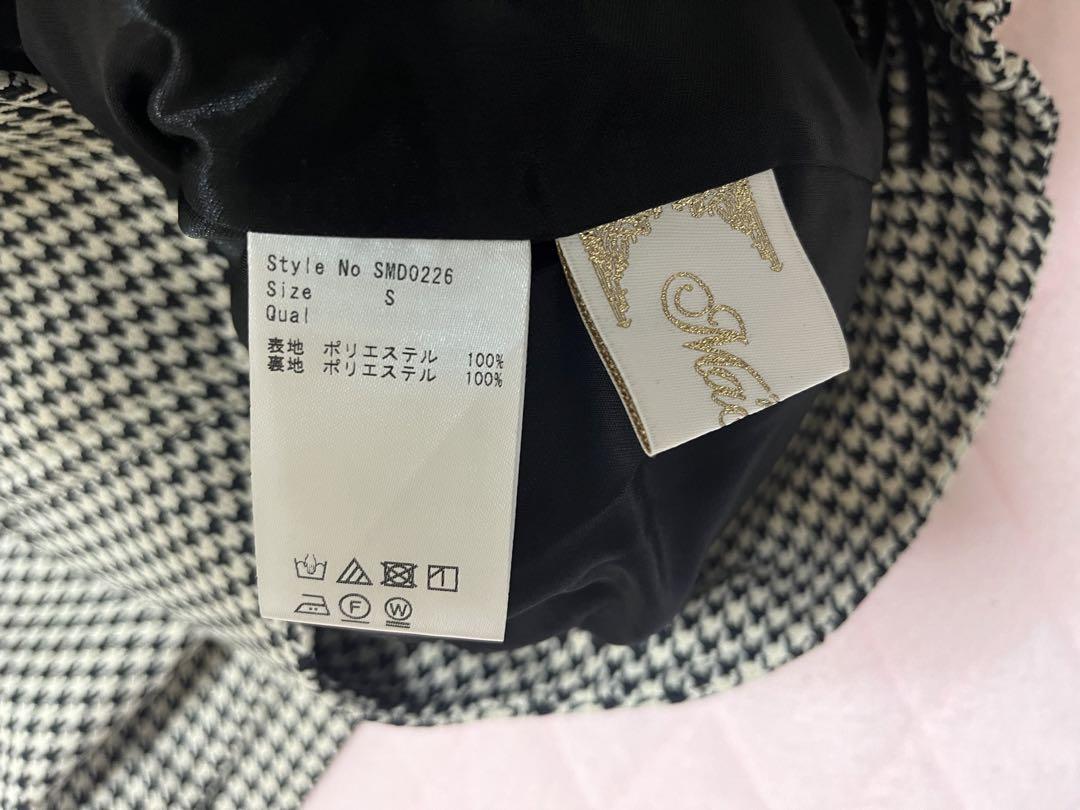 Style No SMD0226
Size S
Qual
表地 ポリエステル 100%
裏地 ポリエステル 100%
F
W